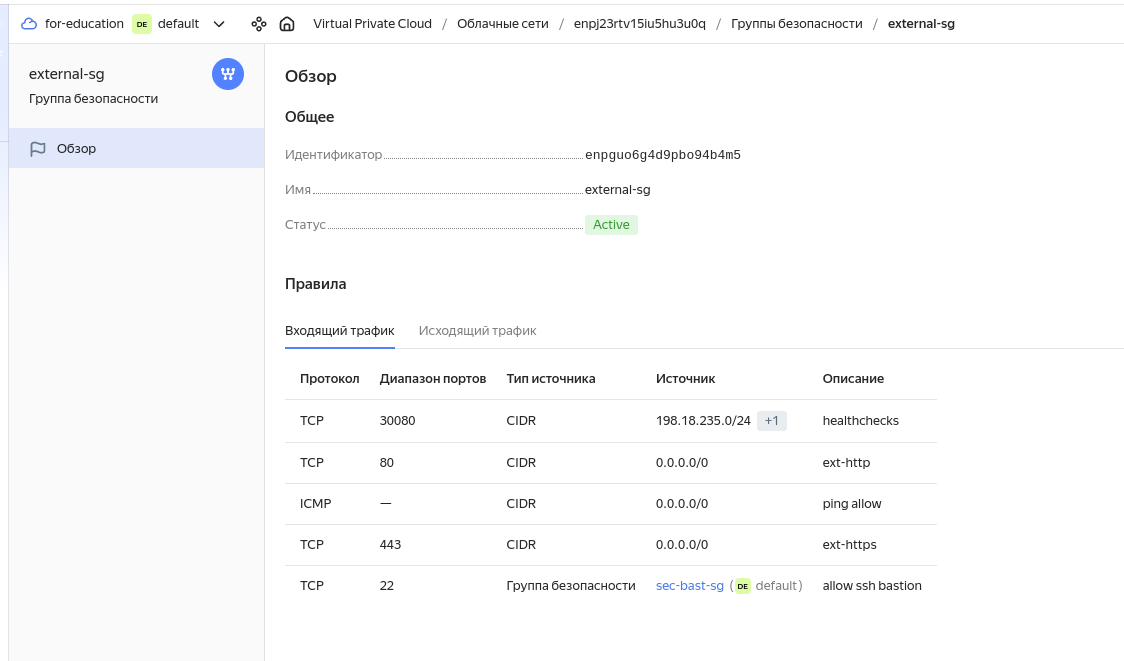 for-education DE default Virtual Private Cloud / Облачные сети / enpj23rtv15iu5hu3u0q / Группы безопасности / external-sg
external-sg
Группа безопасности
Обзор
Обзор
Общее
Идентификатор enpguo6g4d9pbo94b4m5
Имя external-sg
Статус Active
Правила
Входящий трафик Исходящий трафик
Протокол Диапазон портов Тип источника Источник Описание
TCP 30080 CIDR 198.18.235.0/24 +1 healthchecks
TCP 80 CIDR 0.0.0.0/0 ext-http
ICMP — CIDR 0.0.0.0/0 ping allow
TCP 443 CIDR 0.0.0.0/0 ext-https
TCP 22 Группа безопасности sec-bast-sg (DE default) allow ssh bastion